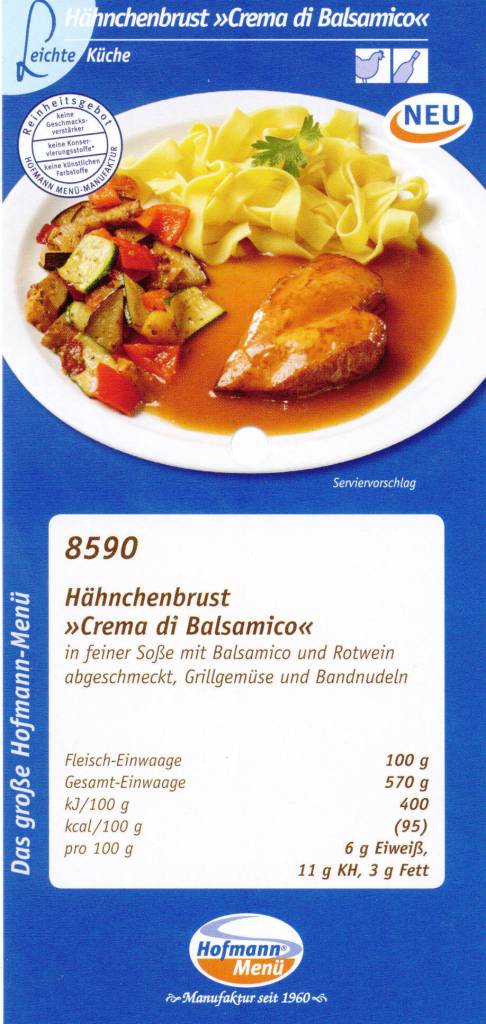 Hähnchenbrust »Crema di Balsamico«
Leichte Küche
NEU
Reinheitsgebot
keine
Geschmacks-
verstärker
keine Konser-
vierungsstoffe*
keine künstlichen
Farbstoffe
HOFMANN MENÜ-MANUFAKTUR
Serviervorschlag
8590
Hähnchenbrust
»Crema di Balsamico«
in feiner Soße mit Balsamico und Rotwein
abgeschmeckt, Grillgemüse und Bandnudeln
Fleisch-Einwaage 100 g
Gesamt-Einwaage 570 g
kJ/100 g 400
kcal/100 g (95)
pro 100 g 6 g Eiweiß,
11 g KH, 3 g Fett
Das große Hofmann-Menü
Hofmann®
Menü
Manufaktur seit 1960